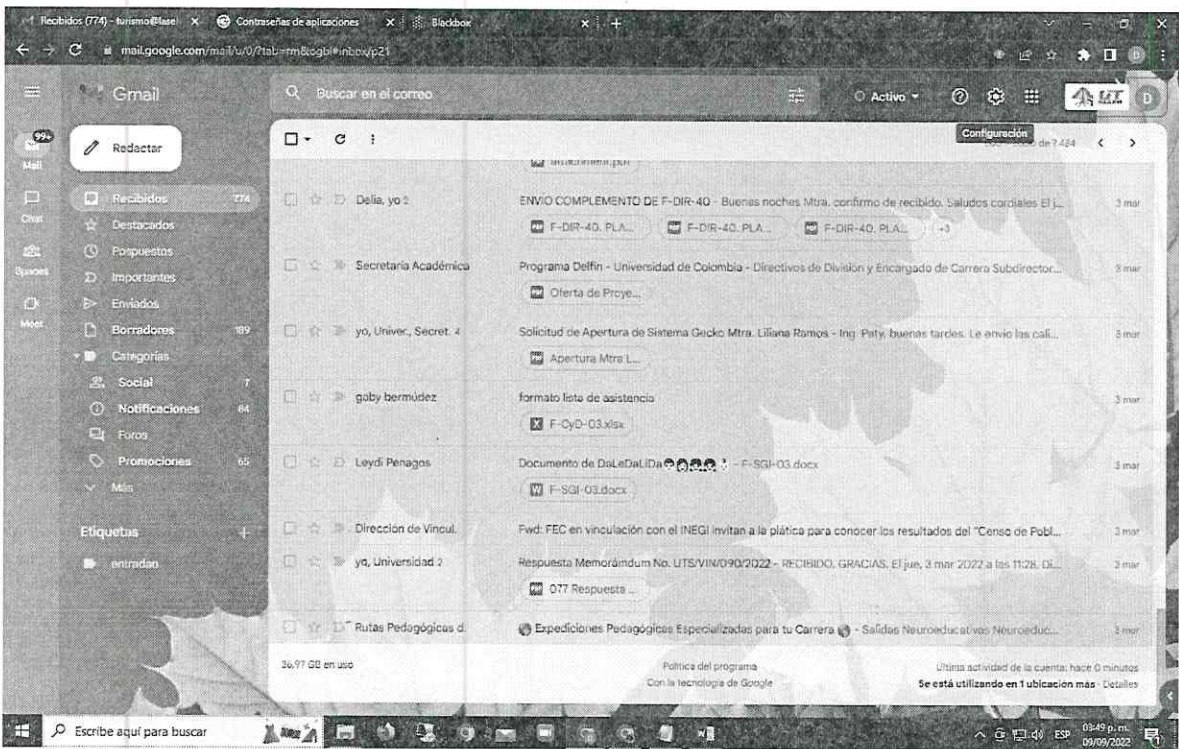 Recibidos (774) - turismo@lasel
Contraseñas de aplicaciones
Blackbox
mail.google.com/mail/u/0/?tab=rm&ogbl#inbox/p21
Gmail
Buscar en el correo
Activo
UT
D
Configuración
de 7.484
99+
Mail
Chat
Spaces
Meet
Redactar
Recibidos 774
Destacados
Pospuestos
Importantes
Enviados
Borradores 189
Categorías
Social 7
Notificaciones 84
Foros
Promociones 65
Más
Etiquetas
entradan
attachment.pdf
Delia, yo 2 ENVIO COMPLEMENTO DE F-DIR-40 - Buenas noches Mtra. confirmo de recibido. Saludos cordiales El j... 3 mar
F-DIR-40. PLA... F-DIR-40. PLA... F-DIR-40. PLA... +3
Secretaría Académica Programa Delfin - Universidad de Colombia - Directivos de División y Encargado de Carrera Subdirector... 3 mar
Oferta de Proye...
yo, Univer., Secret. 4 Solicitud de Apertura de Sistema Gecko Mtra. Liliana Ramos - Ing. Paty, buenas tardes. Le envio las cali... 3 mar
Apertura Mtra L...
gaby bermúdez formato lista de asistencia 3 mar
F-CyD-03.xlsx
Leydi Penagos Documento de DaLeDaLiDa - F-SGI-03.docx 3 mar
F-SGI-03.docx
Dirección de Vincul. Fwd: FEC en vinculación con el INEGI invitan a la plática para conocer los resultados del "Censo de Pobl... 3 mar
yo, Universidad 2 Respuesta Memorándum No. UTS/VIN/090/2022 - RECIBIDO, GRACIAS. El jue, 3 mar 2022 a las 11:28, Di... 3 mar
077 Respuesta ...
Rutas Pedagógicas d. Expediciones Pedagógicas Especializadas para tu Carrera - Salidas Neuroeducativas Neuroeduc... 3 mar
36,97 GB en uso
Política del programa
Con la tecnología de Google
Última actividad de la cuenta: hace 0 minutos
Se está utilizando en 1 ubicación más - Detalles
Escribe aquí para buscar
ESP
03:49 p. m.
09/09/2022